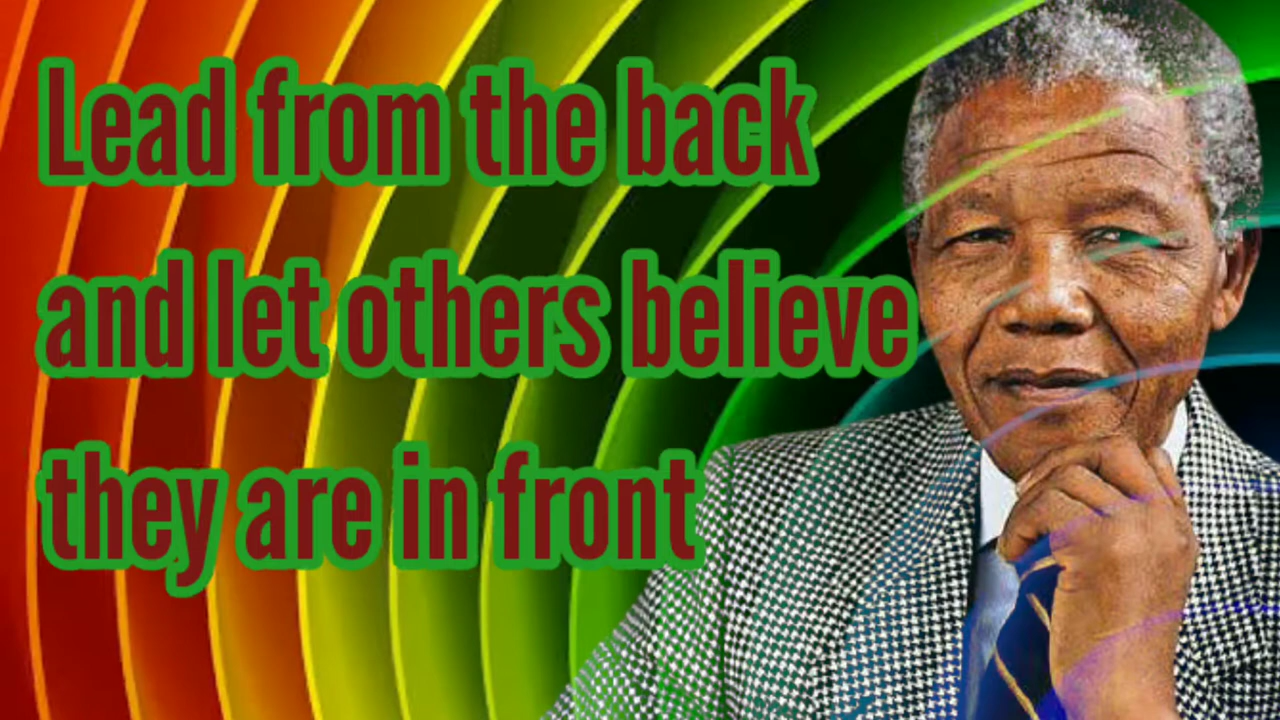 Lead from the back
and let others believe
they are in front